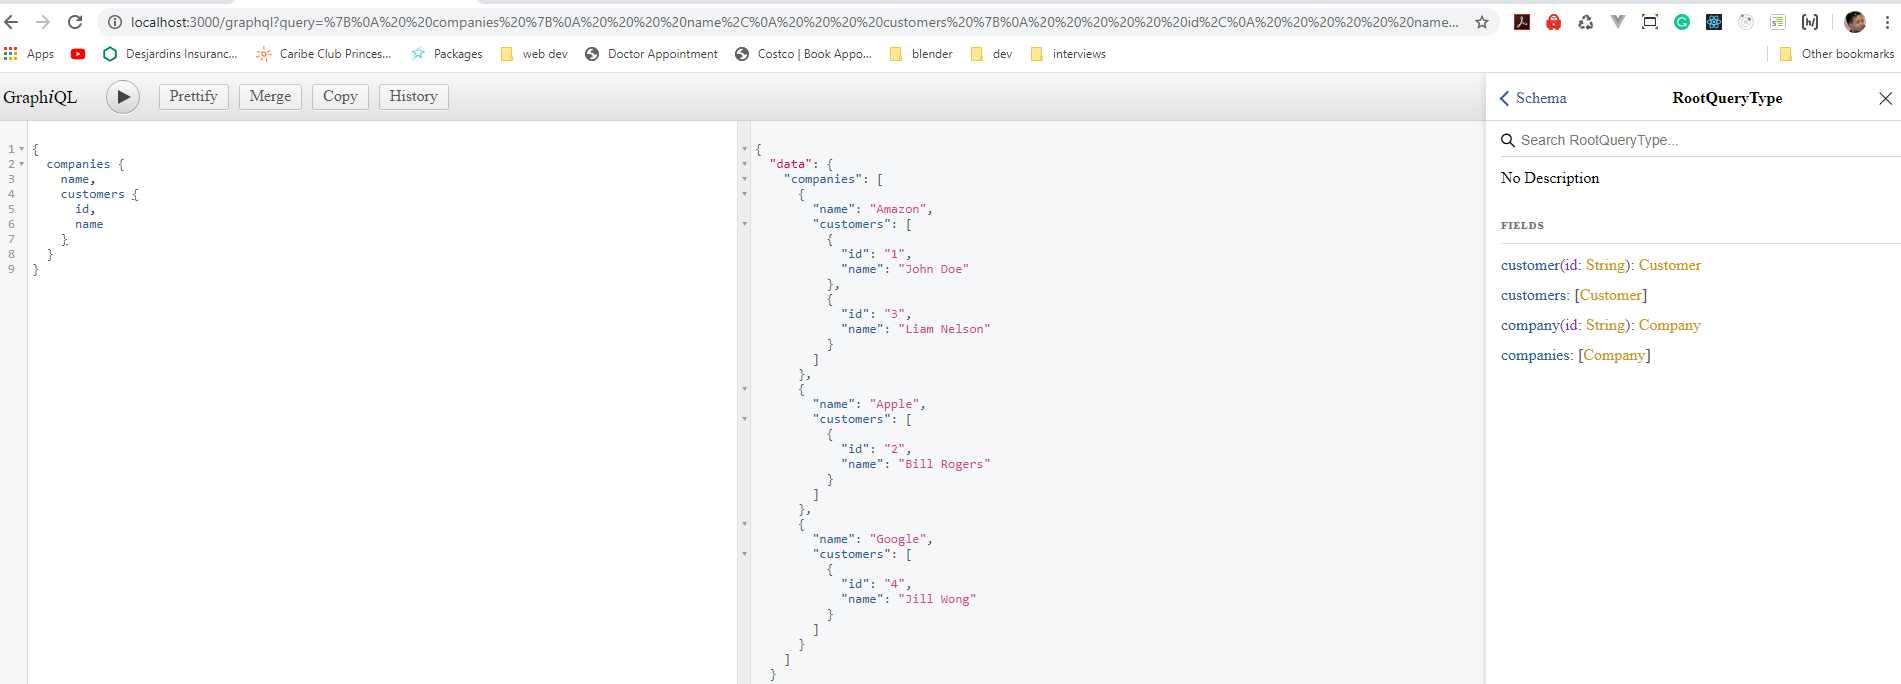 localhost:3000/graphql?query=%7B%0A%20%20companies%20%7B%0A%20%20%20%20name%2C%0A%20%20%20%20customers%20%7B%0A%20%20%20%20%20%20id%2C%0A%20%20%20%20%20%20name...
Apps Desjardins Insuranc... Caribe Club Princes... Packages web dev Doctor Appointment Costco | Book Appo... blender dev interviews Other bookmarks
GraphiQL Prettify Merge Copy History
1 {
2 companies {
3 name,
4 customers {
5 id,
6 name
7 }
8 }
9 }
{
"data": {
"companies": [
{
"name": "Amazon",
"customers": [
{
"id": "1",
"name": "John Doe"
},
{
"id": "3",
"name": "Liam Nelson"
}
]
},
{
"name": "Apple",
"customers": [
{
"id": "2",
"name": "Bill Rogers"
}
]
},
{
"name": "Google",
"customers": [
{
"id": "4",
"name": "Jill Wong"
}
]
}
]
}
Schema RootQueryType
Search RootQueryType...
No Description
FIELDS
customer(id: String): Customer
customers: [Customer]
company(id: String): Company
companies: [Company]